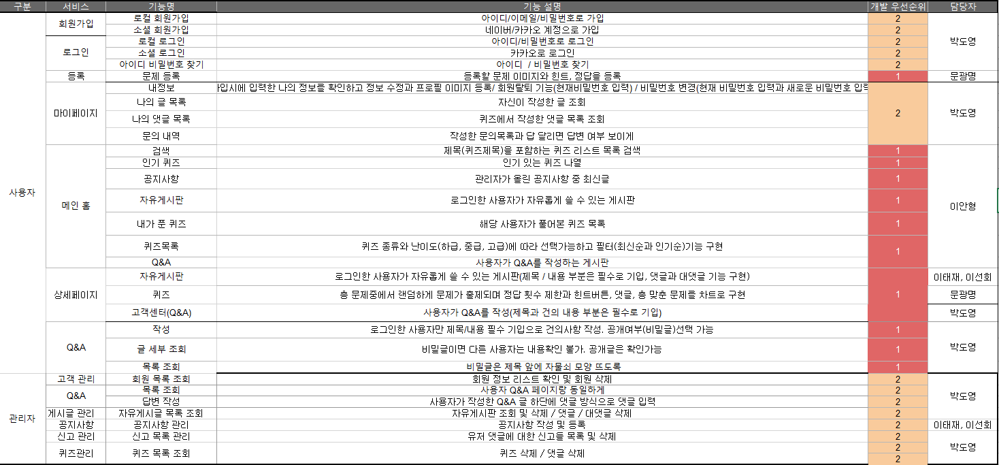 구분 서비스 기능명 기능 설명 개발 우선순위 담당자
사용자 회원가입 로컬 회원가입 아이디/이메일/비밀번호로 가입 2 박도영
소셜 회원가입 네이버/카카오 계정으로 가입 2
로그인 로컬 로그인 아이디/비밀번호로 로그인 2
소셜 로그인 카카오로 로그인 2
아이디 비밀번호 찾기 아이디 / 비밀번호 찾기 2
등록 문제 등록 등록할 문제 이미지와 힌트, 정답을 등록 1 문광명
마이페이지 내정보 입시에 입력한 나의 정보를 확인하고 정보 수정과 프로필 이미지 등록/ 회원탈퇴 기능(현재비밀번호 입력) / 비밀번호 변경(현재 비밀번호 입력과 새로운 비밀번호 입력 2 박도영
나의 글 목록 자신이 작성한 글 조회
나의 댓글 목록 퀴즈에서 작성한 댓글 목록 조회
문의 내역 작성한 문의목록과 답 달리면 답변 여부 보이게
메인 홈 검색 제목(퀴즈제목)을 포함하는 퀴즈 리스트 목록 검색 1 이안형
인기 퀴즈 인기 있는 퀴즈 나열 1
공지사항 관리자가 올린 공지사항 중 최신글 1
자유게시판 로그인한 사용자가 자유롭게 쓸 수 있는 게시판 1
내가 푼 퀴즈 해당 사용자가 풀어본 퀴즈 목록 1
퀴즈목록 퀴즈 종류와 난이도(하급, 중급, 고급)에 따라 선택가능하고 필터(최신순과 인기순)기능 구현 1
Q&A 사용자가 Q&A를 작성하는 게시판
상세페이지 자유게시판 로그인한 사용자가 자유롭게 쓸 수 있는 게시판(제목 / 내용 부분은 필수로 기입, 댓글과 대댓글 기능 구현) 1 이태재, 이선회
퀴즈 총 문제중에서 랜덤하게 문제가 출제되며 정답 횟수 제한과 힌트버튼, 댓글, 총 맞춘 문제를 차트로 구현 문광명
고객센터(Q&A) 사용자가 Q&A를 작성(제목과 건의 내용 부분은 필수로 기입) 박도영
Q&A 작성 로그인한 사용자만 제목/내용 필수 기입으로 건의사항 작성. 공개여부(비밀글)선택 가능 1 박도영
글 세부 조회 비밀글이면 다른 사용자는 내용확인 불가. 공개글은 확인가능 1
목록 조회 비밀글은 제목 앞에 자물쇠 모양 뜨도록 1
관리자 고객 관리 회원 목록 조회 회원 정보 리스트 확인 및 회원 삭제 2 박도영
Q&A 목록 조회 사용자 Q&A 페이지랑 동일하게 2
답변 작성 사용자가 작성한 Q&A 글 하단에 댓글 방식으로 댓글 입력 2
게시글 관리 자유게시글 목록 조회 자유게시판 조회 및 삭제 / 댓글 / 대댓글 삭제 2
공지사항 공지사항 관리 공지사항 작성 및 등록 2 이태재, 이선회
신고 관리 신고 목록 관리 유저 댓글에 대한 신고들 목록 및 삭제 2 박도영
퀴즈관리 퀴즈 목록 조회 퀴즈 삭제 / 댓글 삭제 2
2